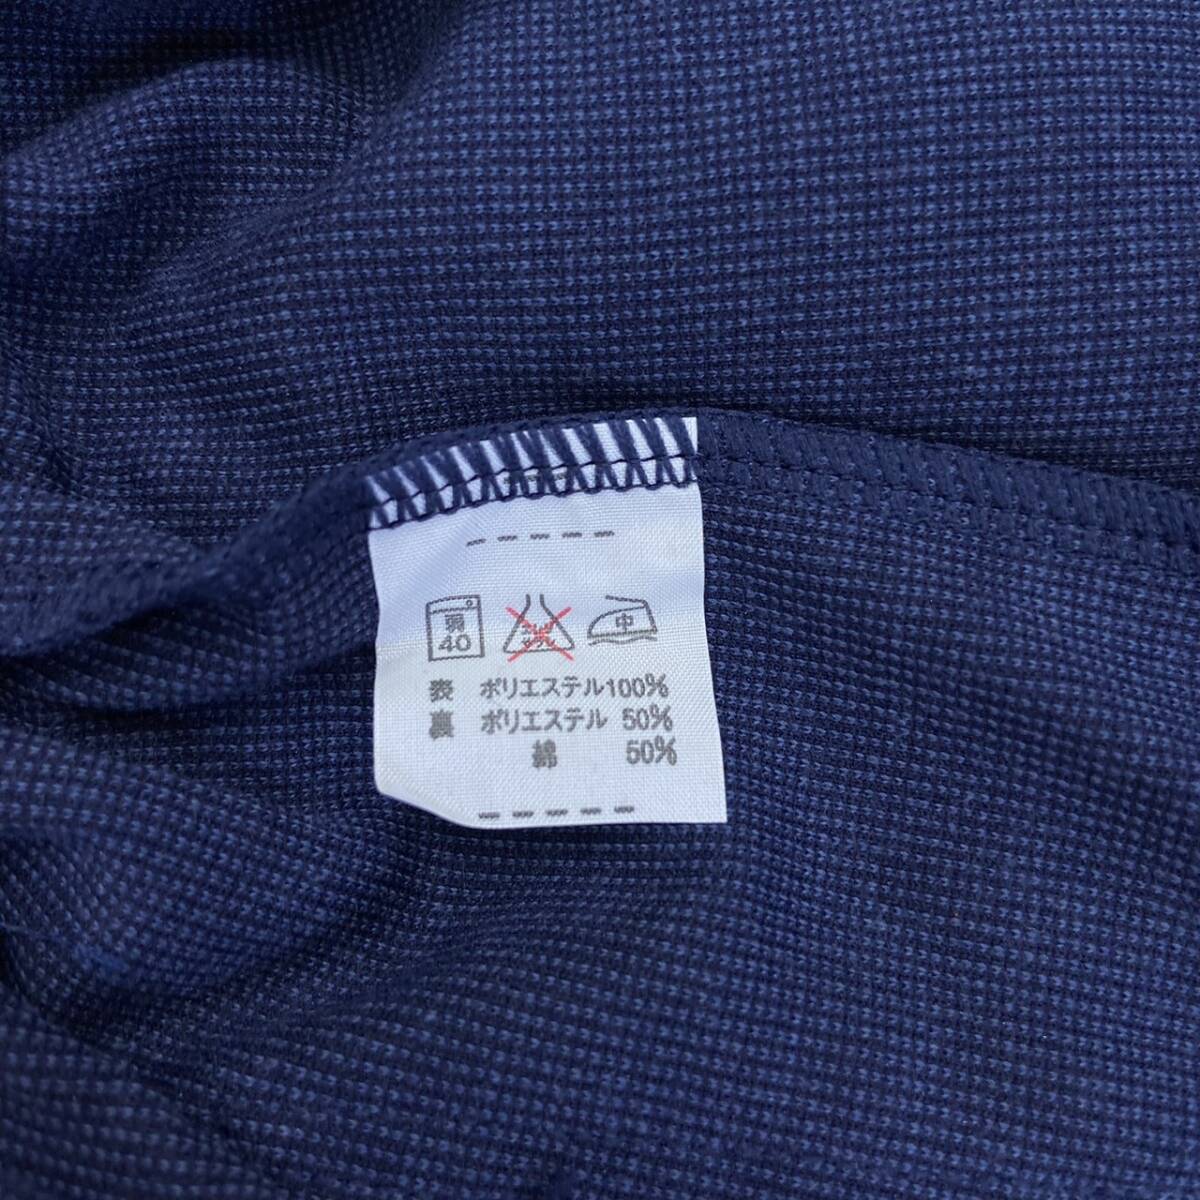 弱 40 中
表 ポリエステル100%
裏 ポリエステル 50%
綿 50%